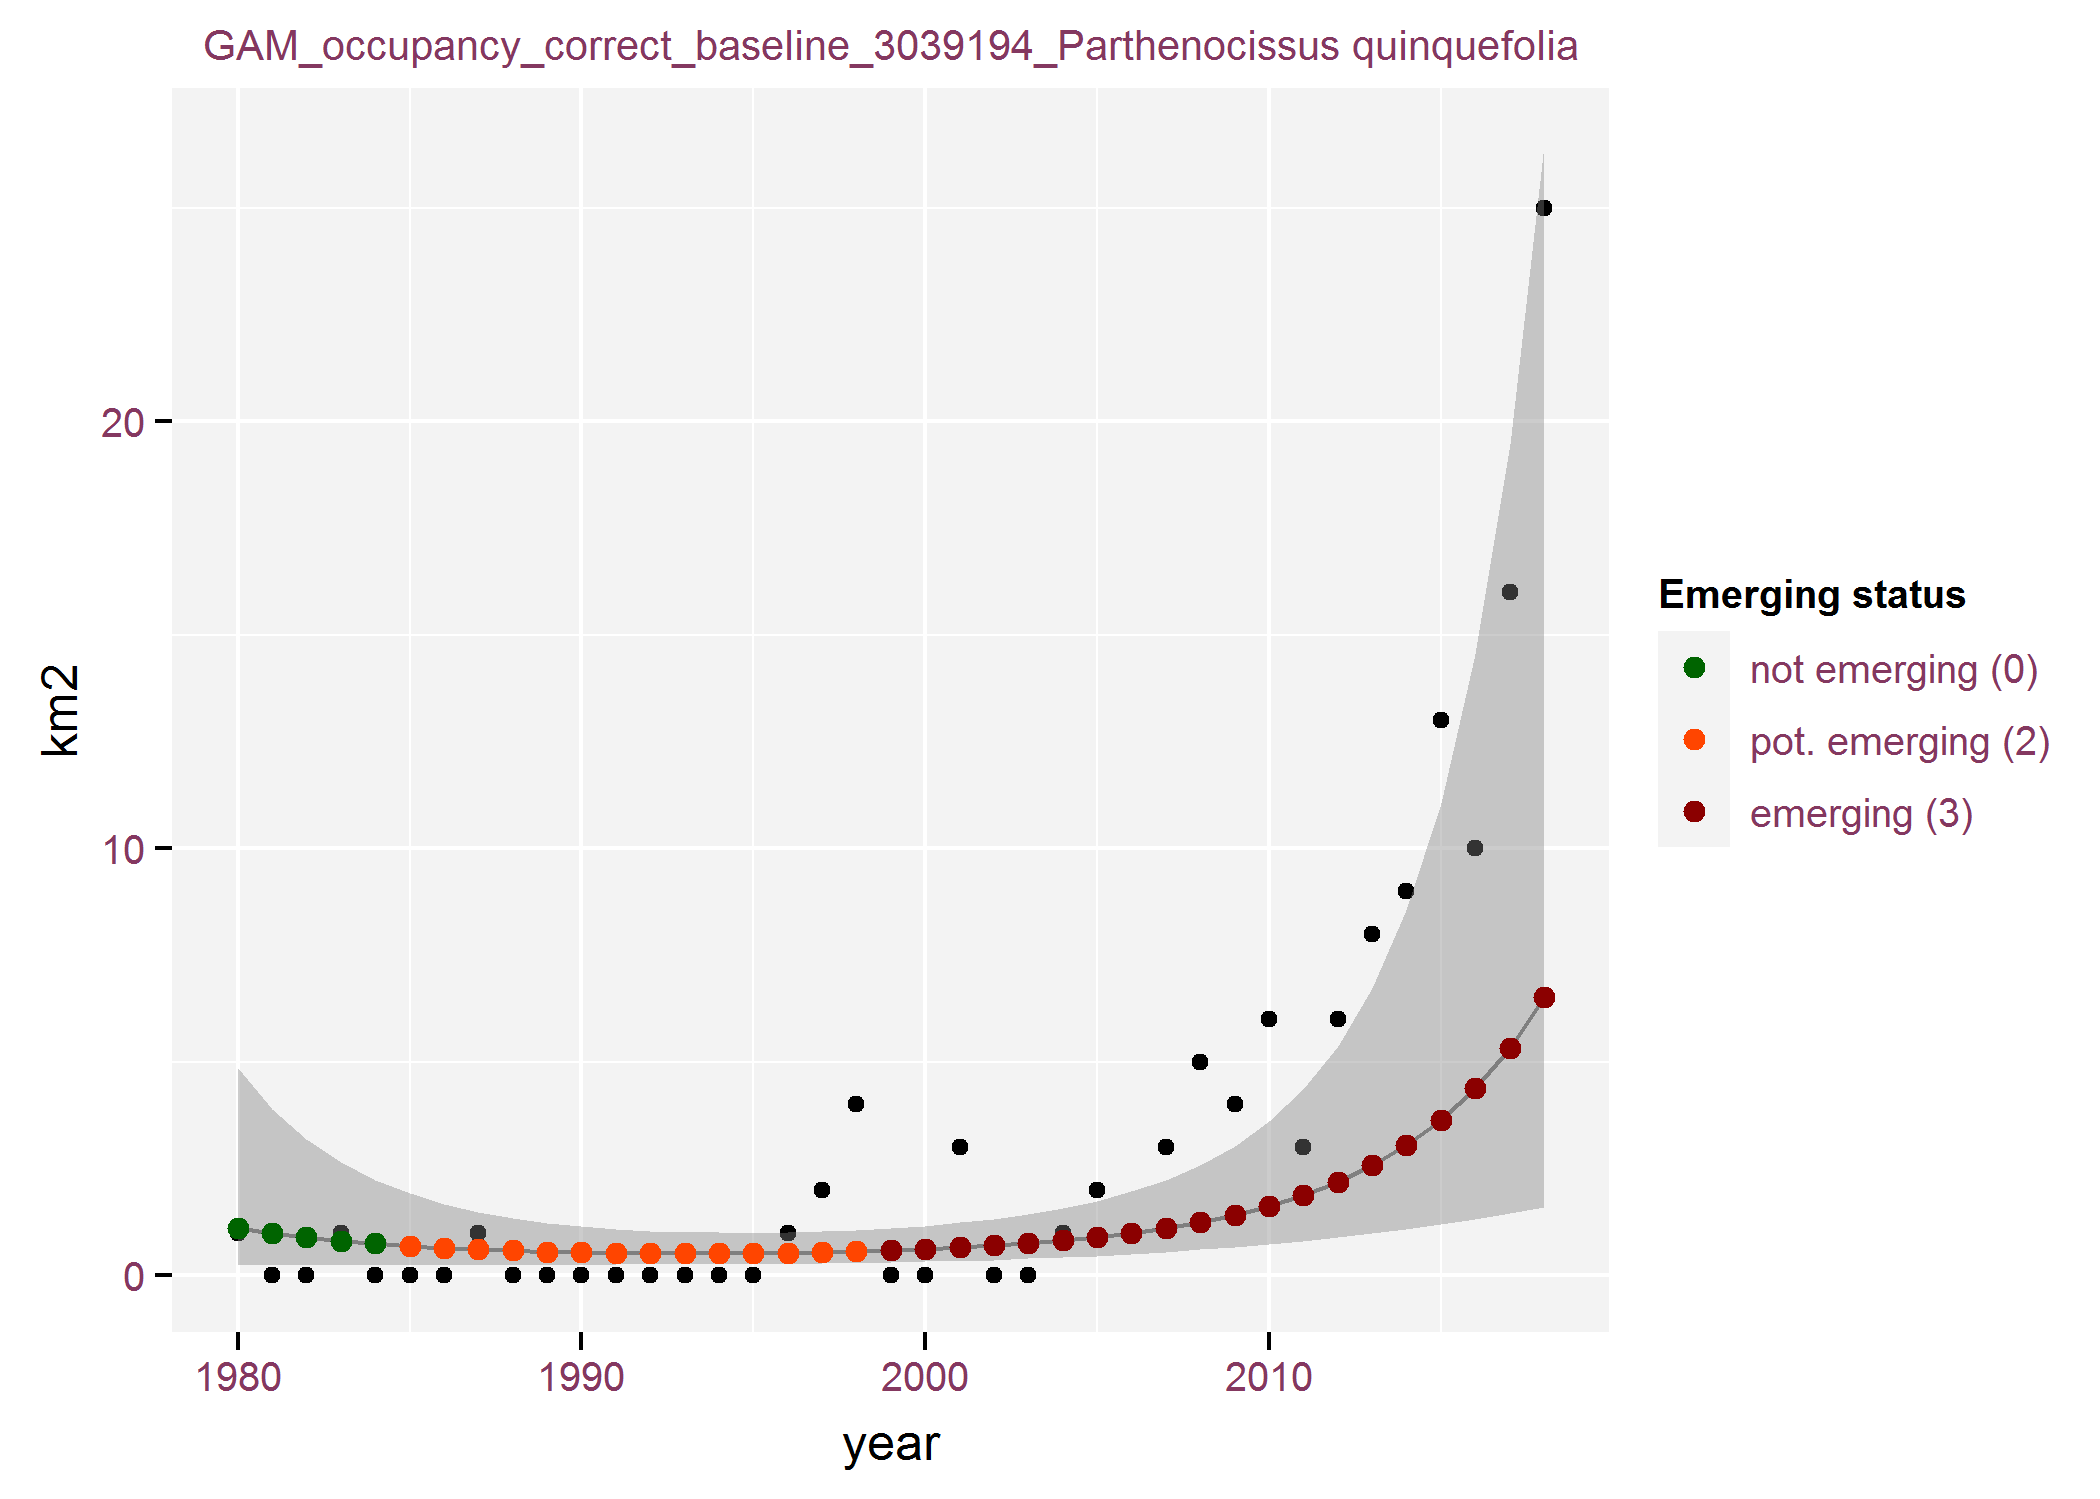 GAM_occupancy_correct_baseline_3039194_Parthenocissus quinquefolia
km2
20
10
0
1980
1990
2000
2010
year
Emerging status
not emerging (0)
pot. emerging (2)
emerging (3)